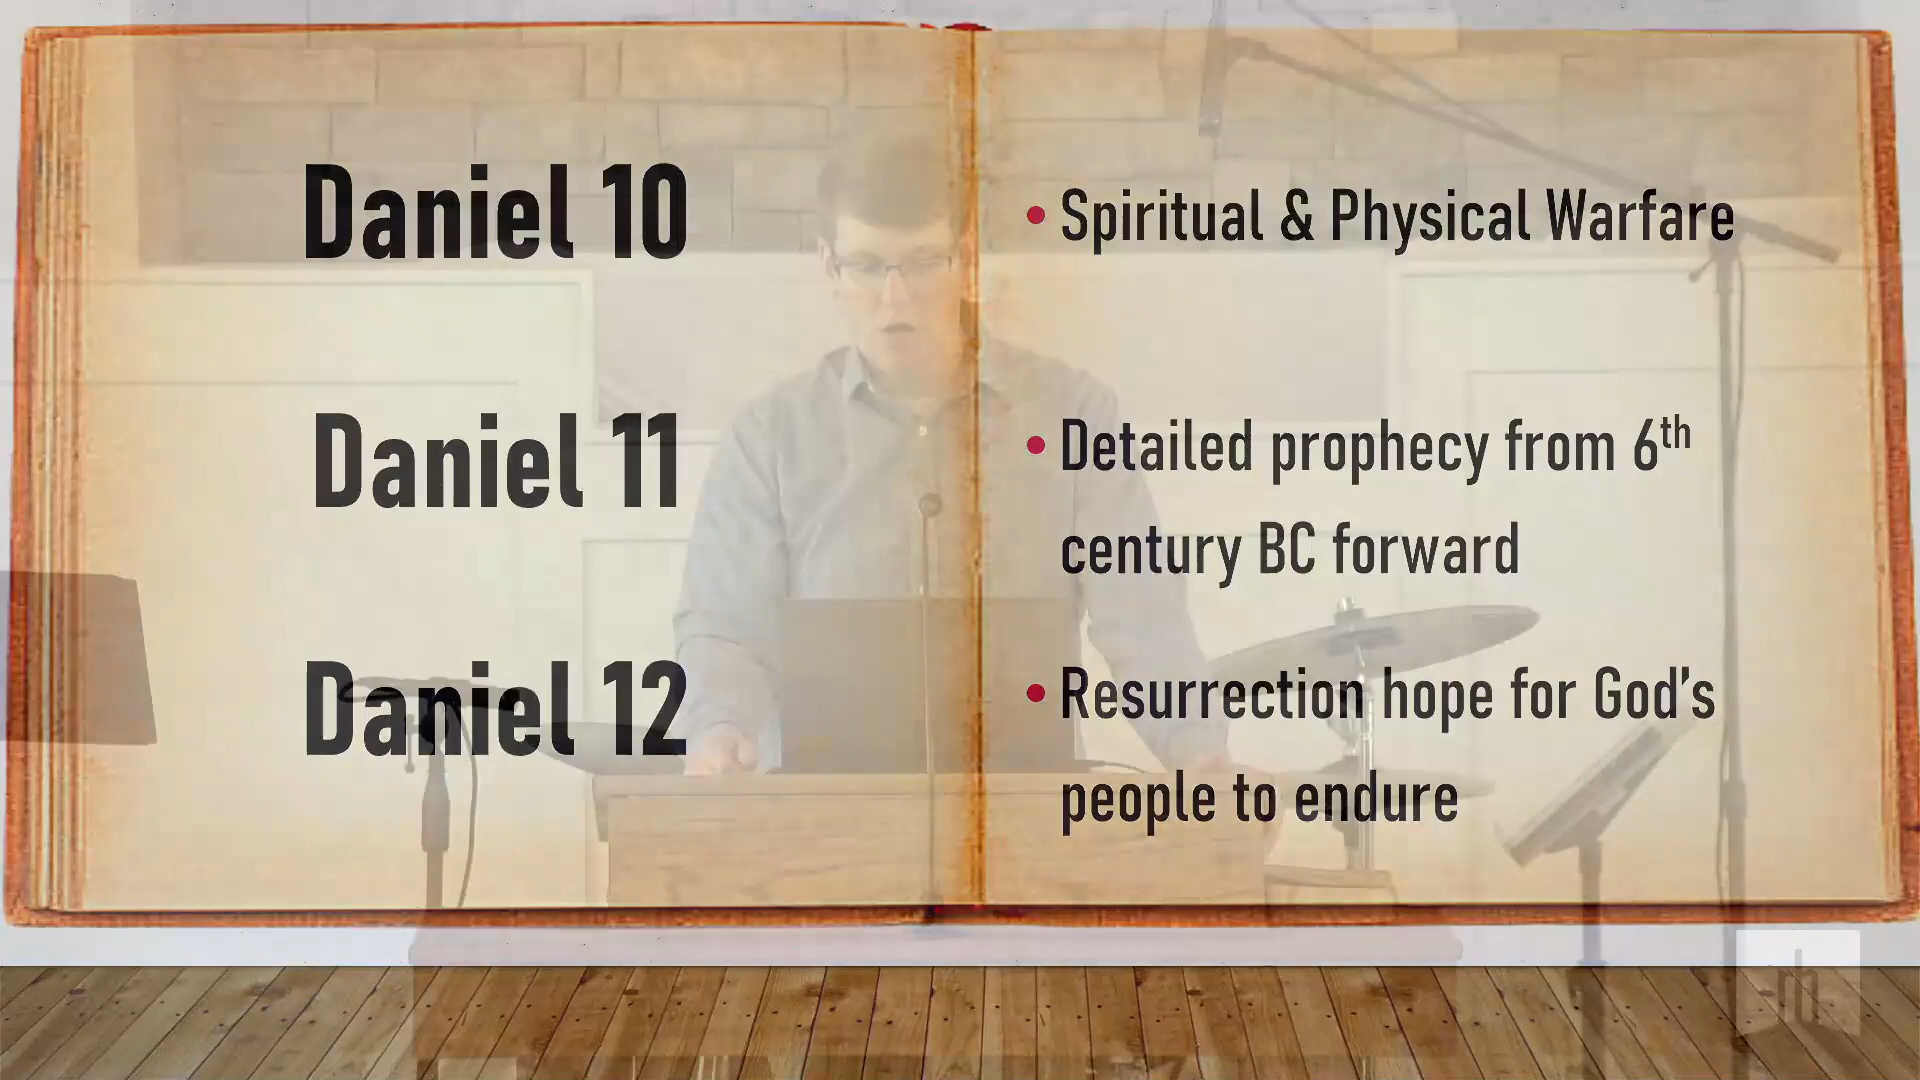 Daniel 10
• Spiritual & Physical Warfare
Daniel 11
• Detailed prophecy from 6th
century BC forward
Daniel 12
• Resurrection hope for God's
people to endure